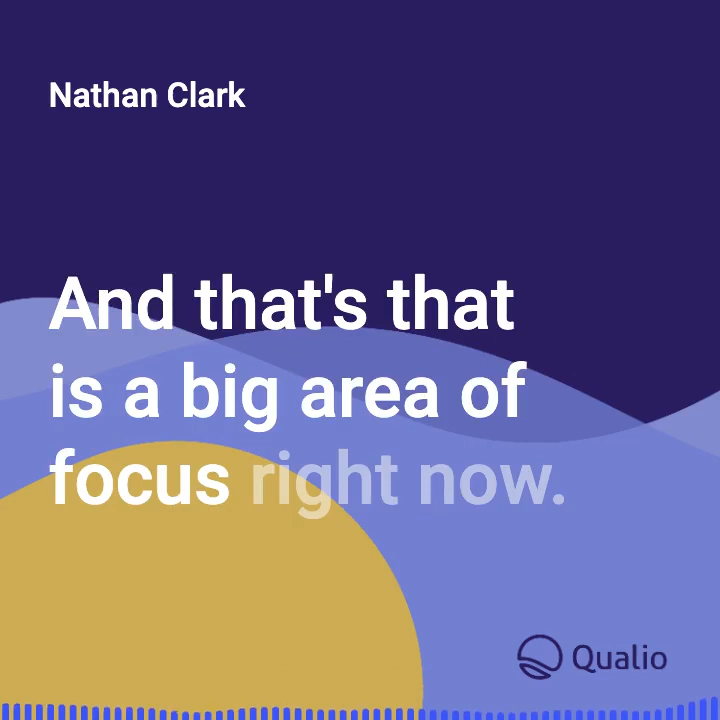 Nathan Clark
And that's that
is a big area of
focus right now.
Qualio